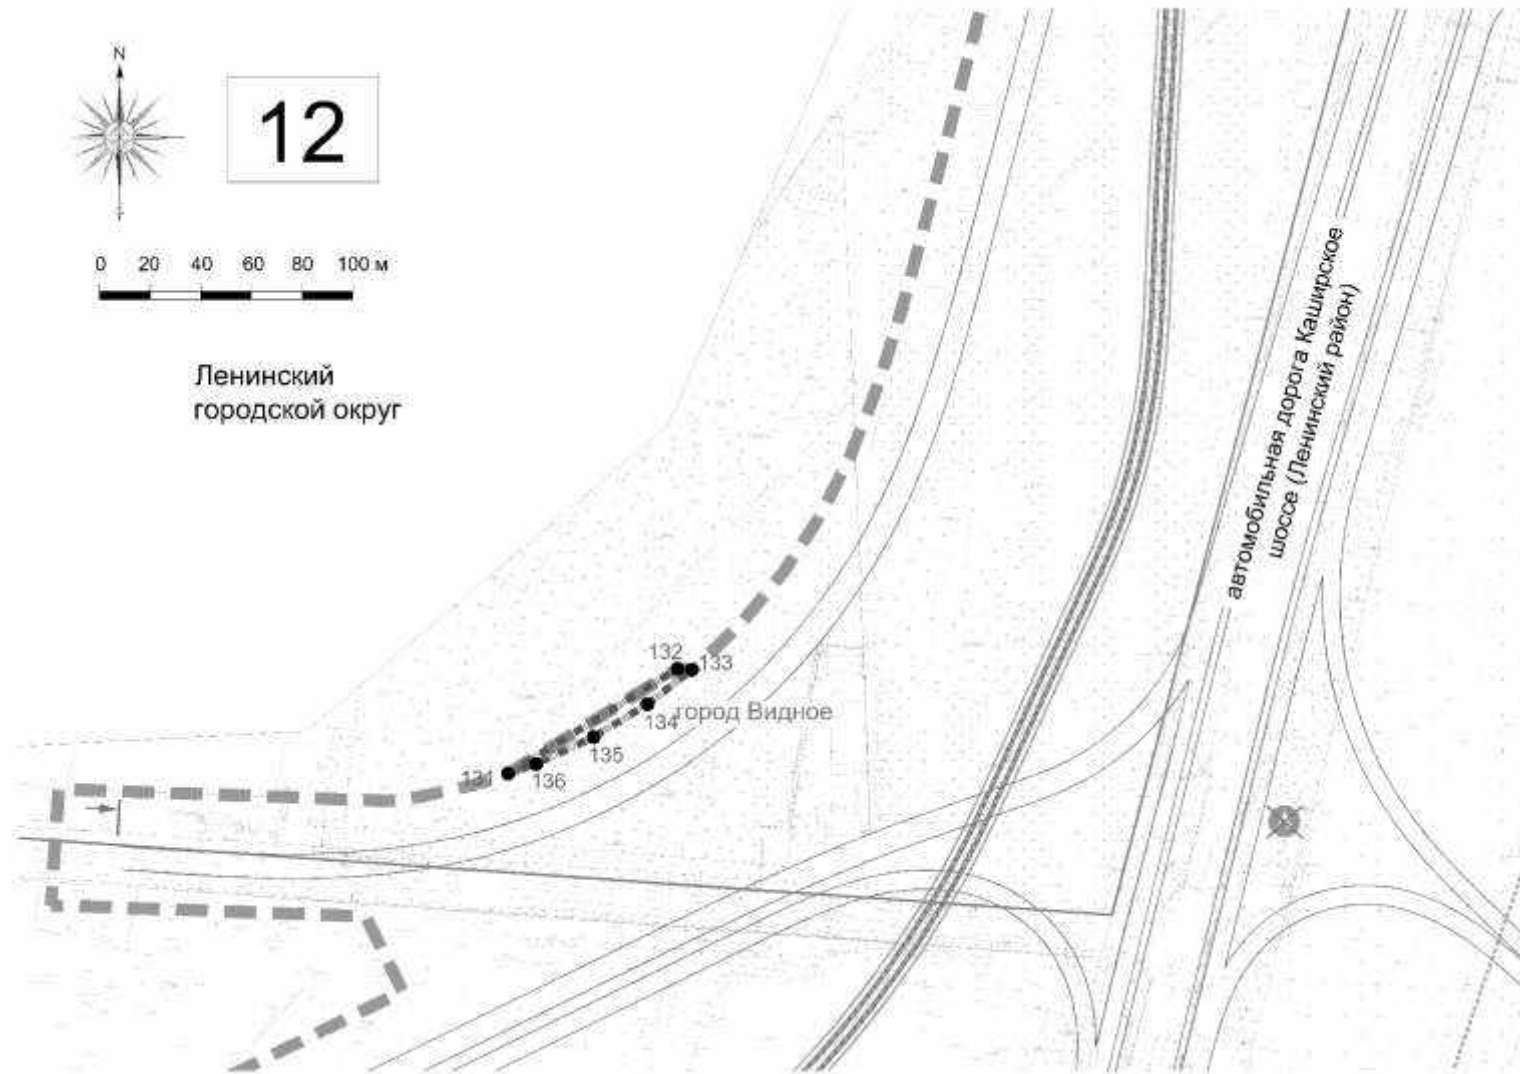 N
12
S
0 20 40 60 80 100 м
Ленинский
городской округ
автомобильная дорога Каширское
шоссе (Ленинский район)
132
133
134
город Видное
135
136